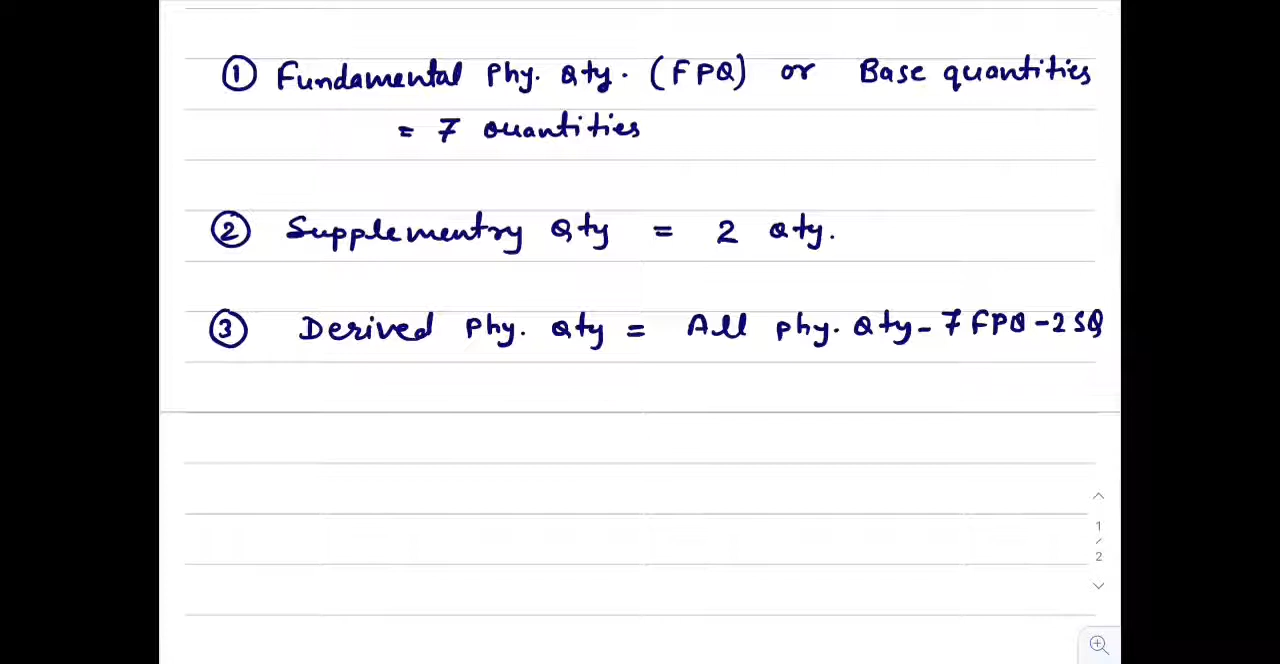 ① Fundamental Phy. Qty. (FPQ) or Base quantities
= 7 quantities
② Supplementry Qty = 2 Qty.
③ Derived Phy. Qty = All phy. Qty - 7 FPQ - 2 SQ
1
/
2